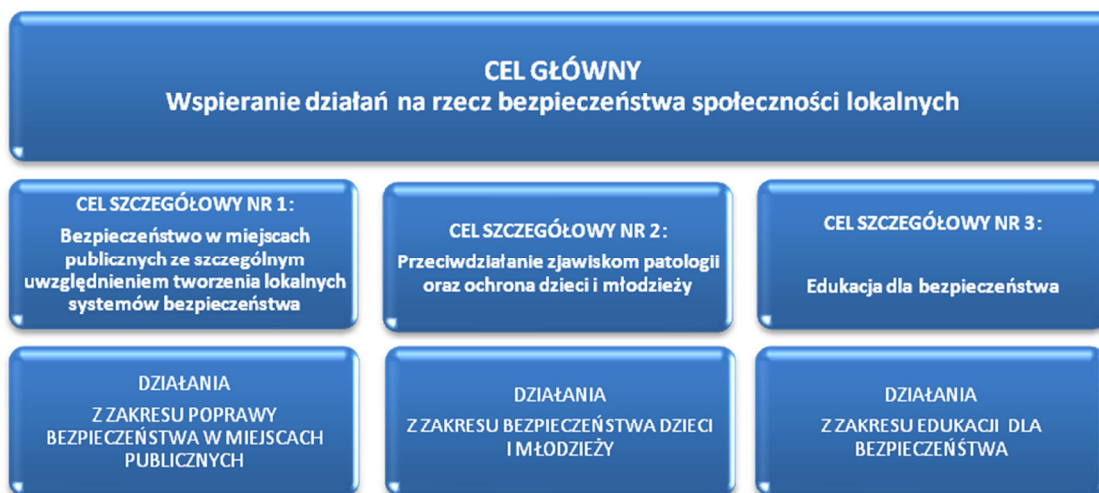 CEL GŁÓWNY
Wspieranie działań na rzecz bezpieczeństwa społeczności lokalnych
CEL SZCZEGÓŁOWY NR 1:
Bezpieczeństwo w miejscach
publicznych ze szczególnym
uwzględnieniem tworzenia lokalnych
systemów bezpieczeństwa
CEL SZCZEGÓŁOWY NR 2:
Przeciwdziałanie zjawiskom patologii
oraz ochrona dzieci i młodzieży
CEL SZCZEGÓŁOWY NR 3:
Edukacja dla bezpieczeństwa
DZIAŁANIA
Z ZAKRESU POPRAWY
BEZPIECZEŃSTWA W MIEJSCACH
PUBLICZNYCH
DZIAŁANIA
Z ZAKRESU BEZPIECZEŃSTWA DZIECI
I MŁODZIEŻY
DZIAŁANIA
Z ZAKRESU EDUKACJI DLA
BEZPIECZEŚTWA